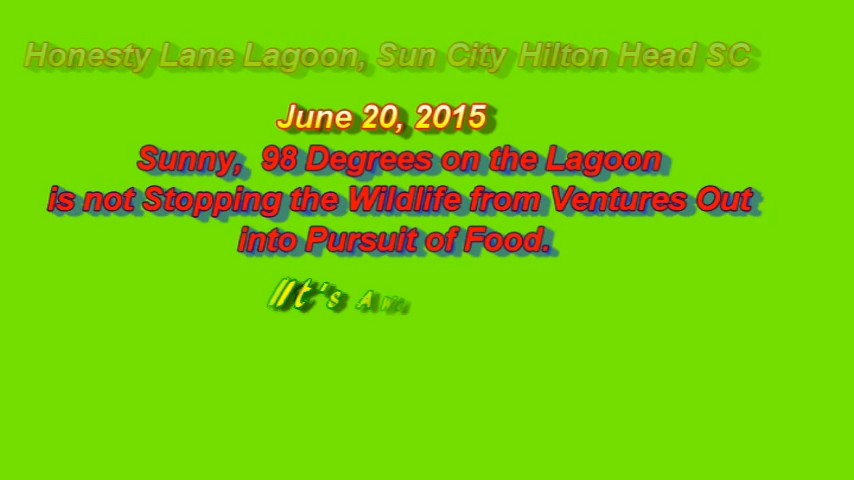 Honesty Lane Lagoon, Sun City Hilton Head SC
June 20, 2015
Sunny, 98 Degrees on the Lagoon
is not Stopping the Wildlife from Ventures Out
into Pursuit of Food.
It's